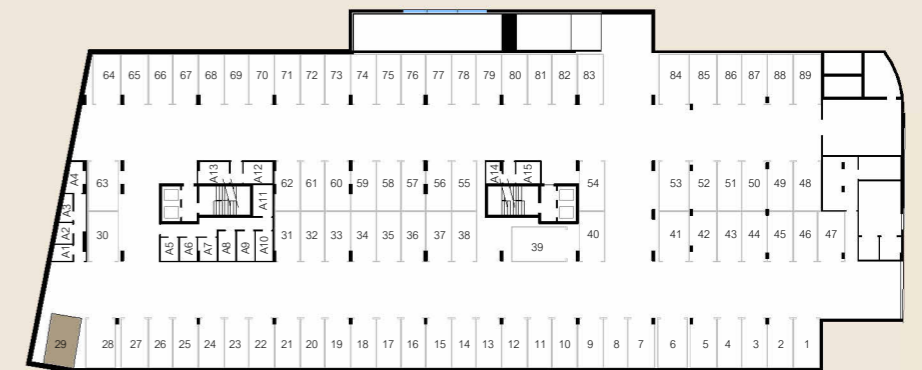 64 65 66 67 68 69 70 71 72 73 74 75 76 77 78 79 80 81 82 83 84 85 86 87 88 89
A4 63 A13 A12 62 61 60 59 58 57 56 55 A14 A15 54 53 52 51 50 49 48
A3 A11
A2 30 31 32 33 34 35 36 37 38 39 40 41 42 43 44 45 46 47
A1 A5 A6 A7 A8 A9 A10
29 28 27 26 25 24 23 22 21 20 19 18 17 16 15 14 13 12 11 10 9 8 7 6 5 4 3 2 1